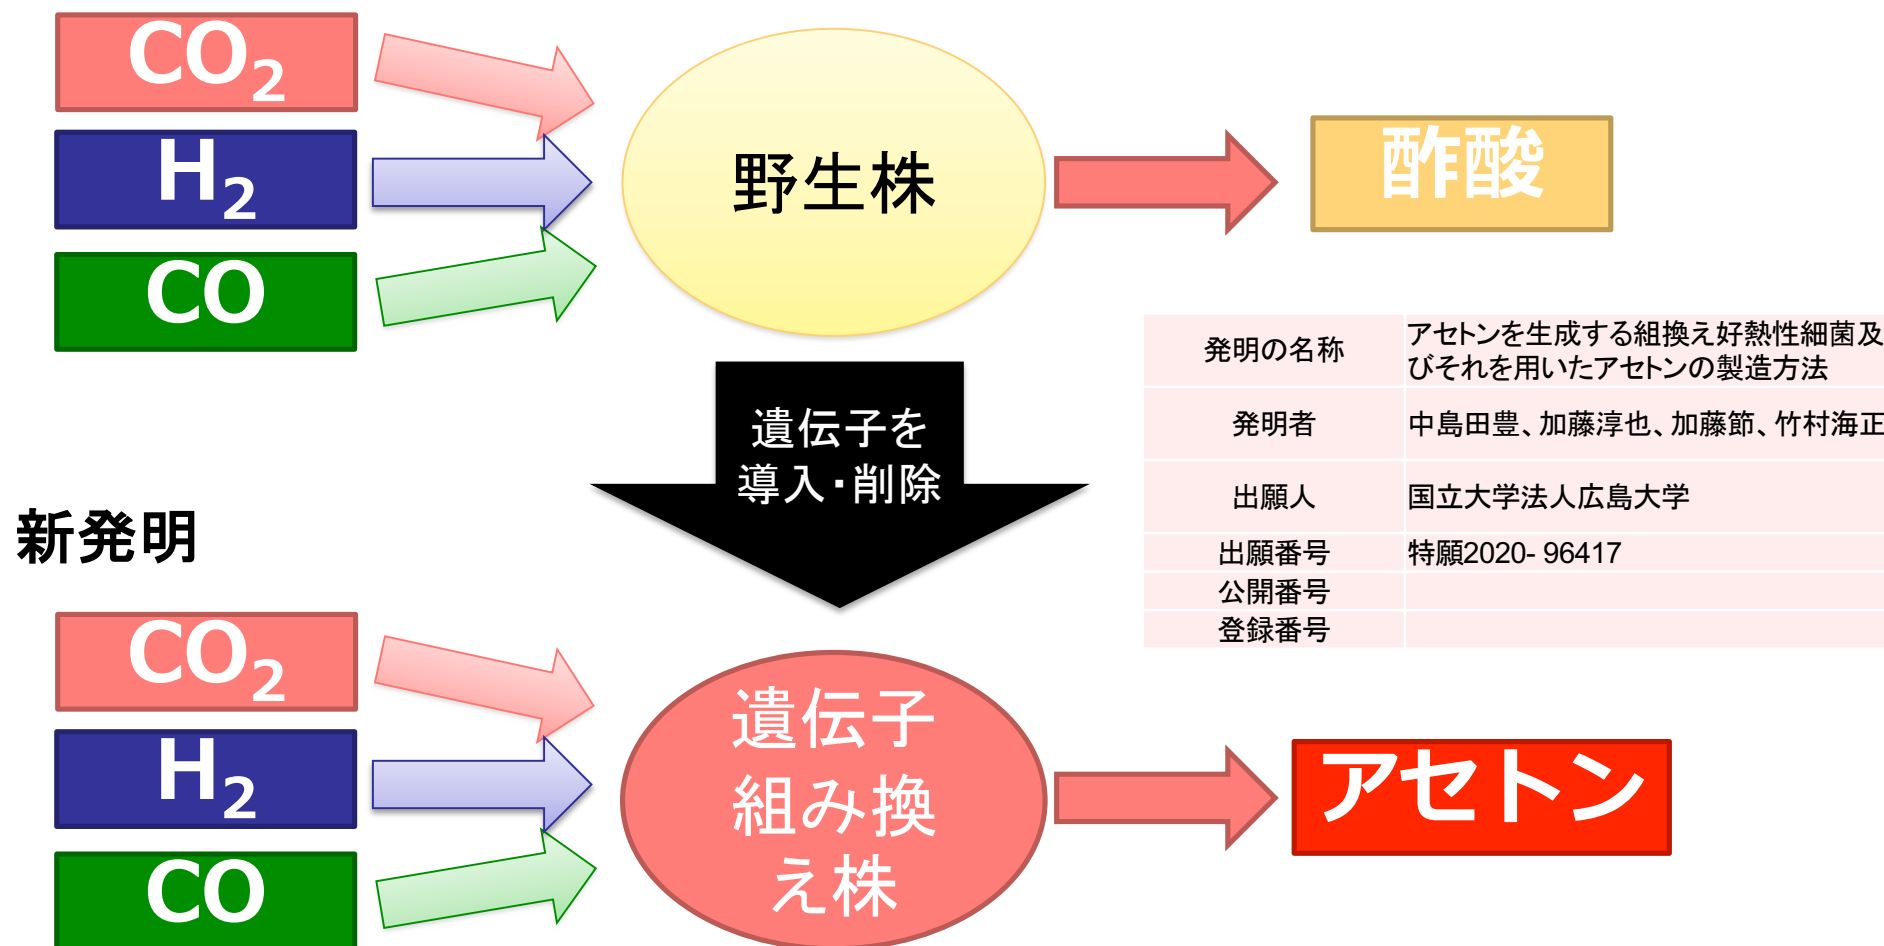 CO₂
H₂
CO
野生株
酢酸
遺伝子を
導入・削除
発明の名称
アセトンを生成する組換え好熱性細菌及
びそれを用いたアセトンの製造方法
発明者
中島田豊、加藤淳也、加藤節、竹村海正
出願人
国立大学法人広島大学
出願番号
特願2020- 96417
公開番号
登録番号
新発明
CO₂
H₂
CO
遺伝子
組み換
え株
アセトン